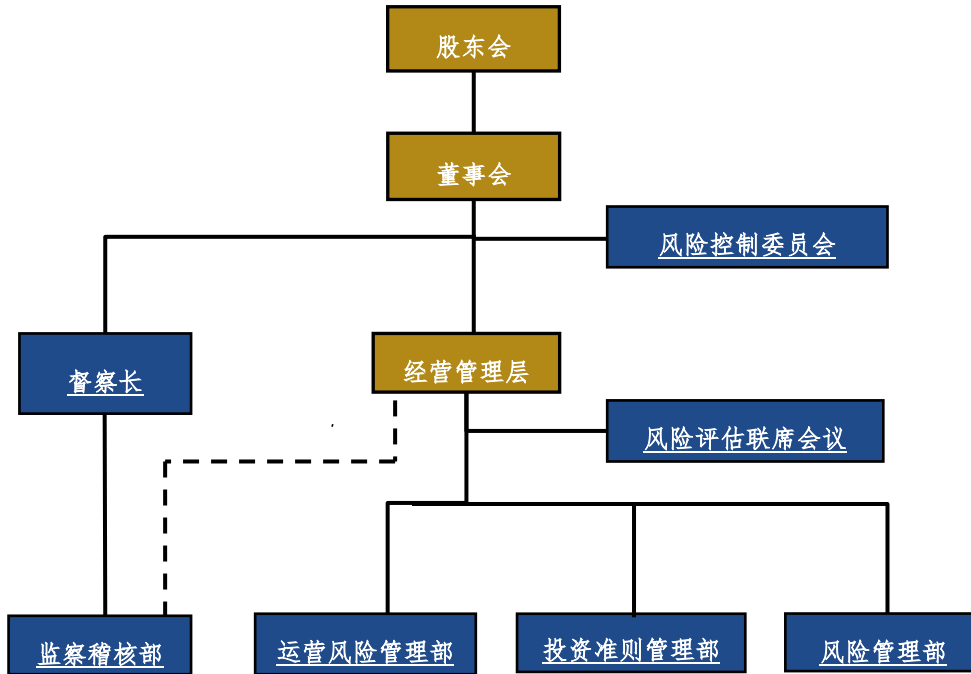 股东会
董事会
风险控制委员会
督察长
经营管理层
风险评估联席会议
监察稽核部
运营风险管理部
投资准则管理部
风险管理部